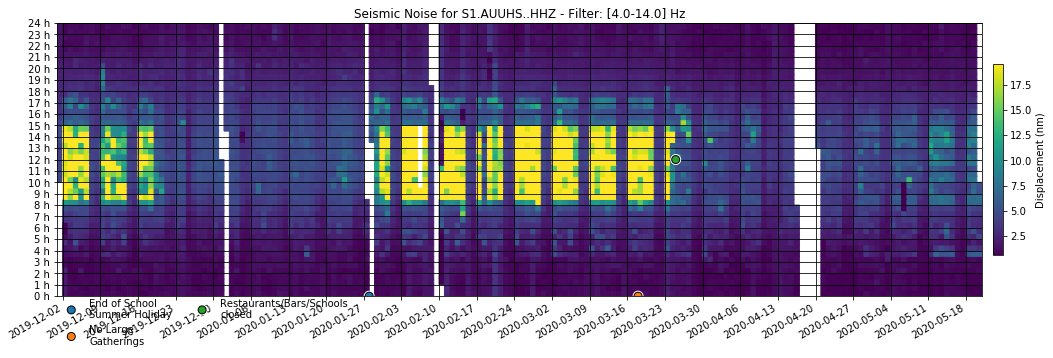 Seismic Noise for S1.AUUHS..HHZ - Filter: [4.0-14.0] Hz
24 h
23 h
22 h
21 h
20 h
19 h
18 h
17 h
16 h
15 h
14 h
13 h
12 h
11 h
10 h
9 h
8 h
7 h
6 h
5 h
4 h
3 h
2 h
1 h
0 h
17.5
15.0
12.5
10.0
7.5
5.0
2.5
Displacement (nm)
2019-12-02
2020-01-13
2020-01-20
2020-01-27
2020-02-03
2020-02-10
2020-02-17
2020-02-24
2020-03-02
2020-03-09
2020-03-16
2020-03-23
2020-03-30
2020-04-06
2020-04-13
2020-04-20
2020-04-27
2020-05-04
2020-05-11
2020-05-18
End of School
Summer Holiday
No Large
Gatherings
Restaurants/Bars/Schools
closed